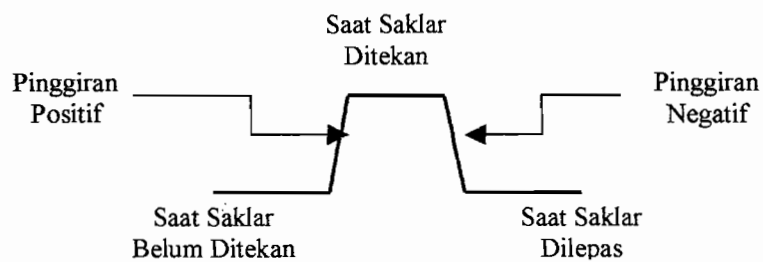 Saat Saklar
Ditekan
Pinggiran
Positif
Pinggiran
Negatif
Saat Saklar
Belum Ditekan
Saat Saklar
Dilepas